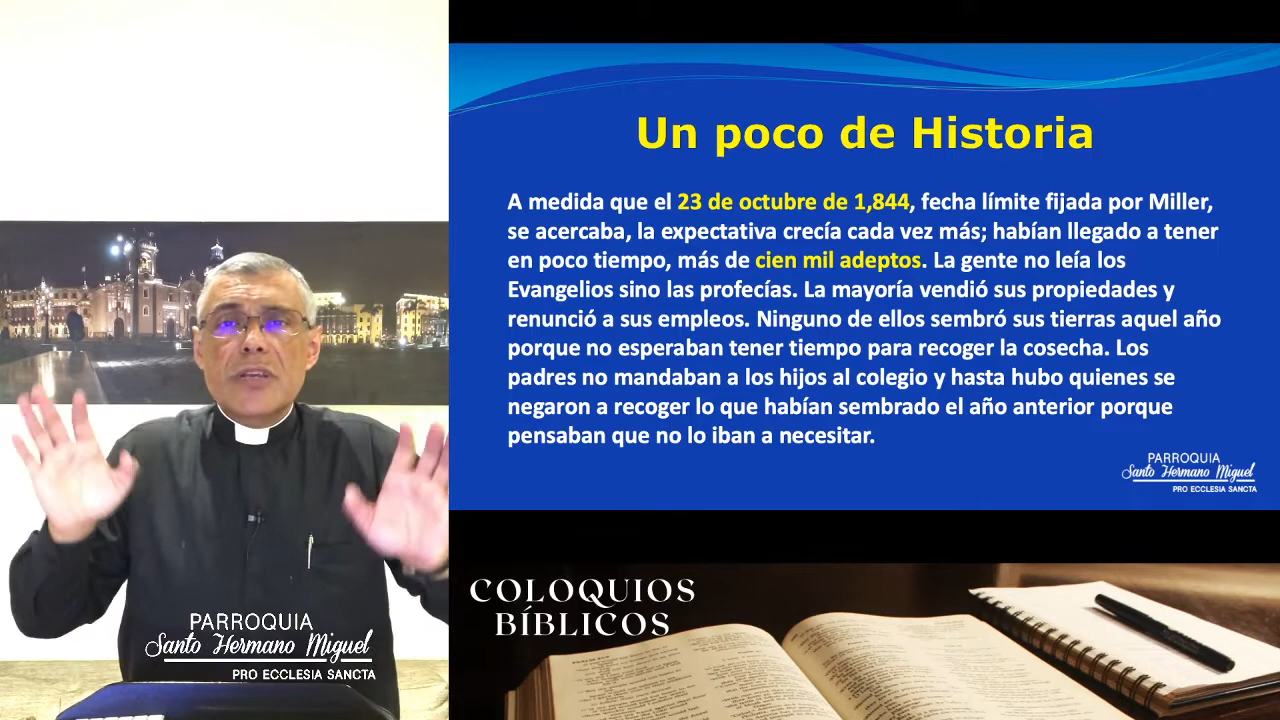 Un poco de Historia
A medida que el 23 de octubre de 1,844, fecha límite fijada por Miller,
se acercaba, la expectativa crecía cada vez más; habían llegado a tener
en poco tiempo, más de cien mil adeptos. La gente no leía los
Evangelios sino las profecías. La mayoría vendió sus propiedades y
renunció a sus empleos. Ninguno de ellos sembró sus tierras aquel año
porque no esperaban tener tiempo para recoger la cosecha. Los
padres no mandaban a los hijos al colegio y hasta hubo quienes se
negaron a recoger lo que habían sembrado el año anterior porque
pensaban que no lo iban a necesitar.
PARROQUIA
Santo Hermano Miguel
PRO ECCLESIA SANCTA
COLOQUIOS
BÍBLICOS
PARROQUIA
Santo Hermano Miguel
PRO ECCLESIA SANCTA